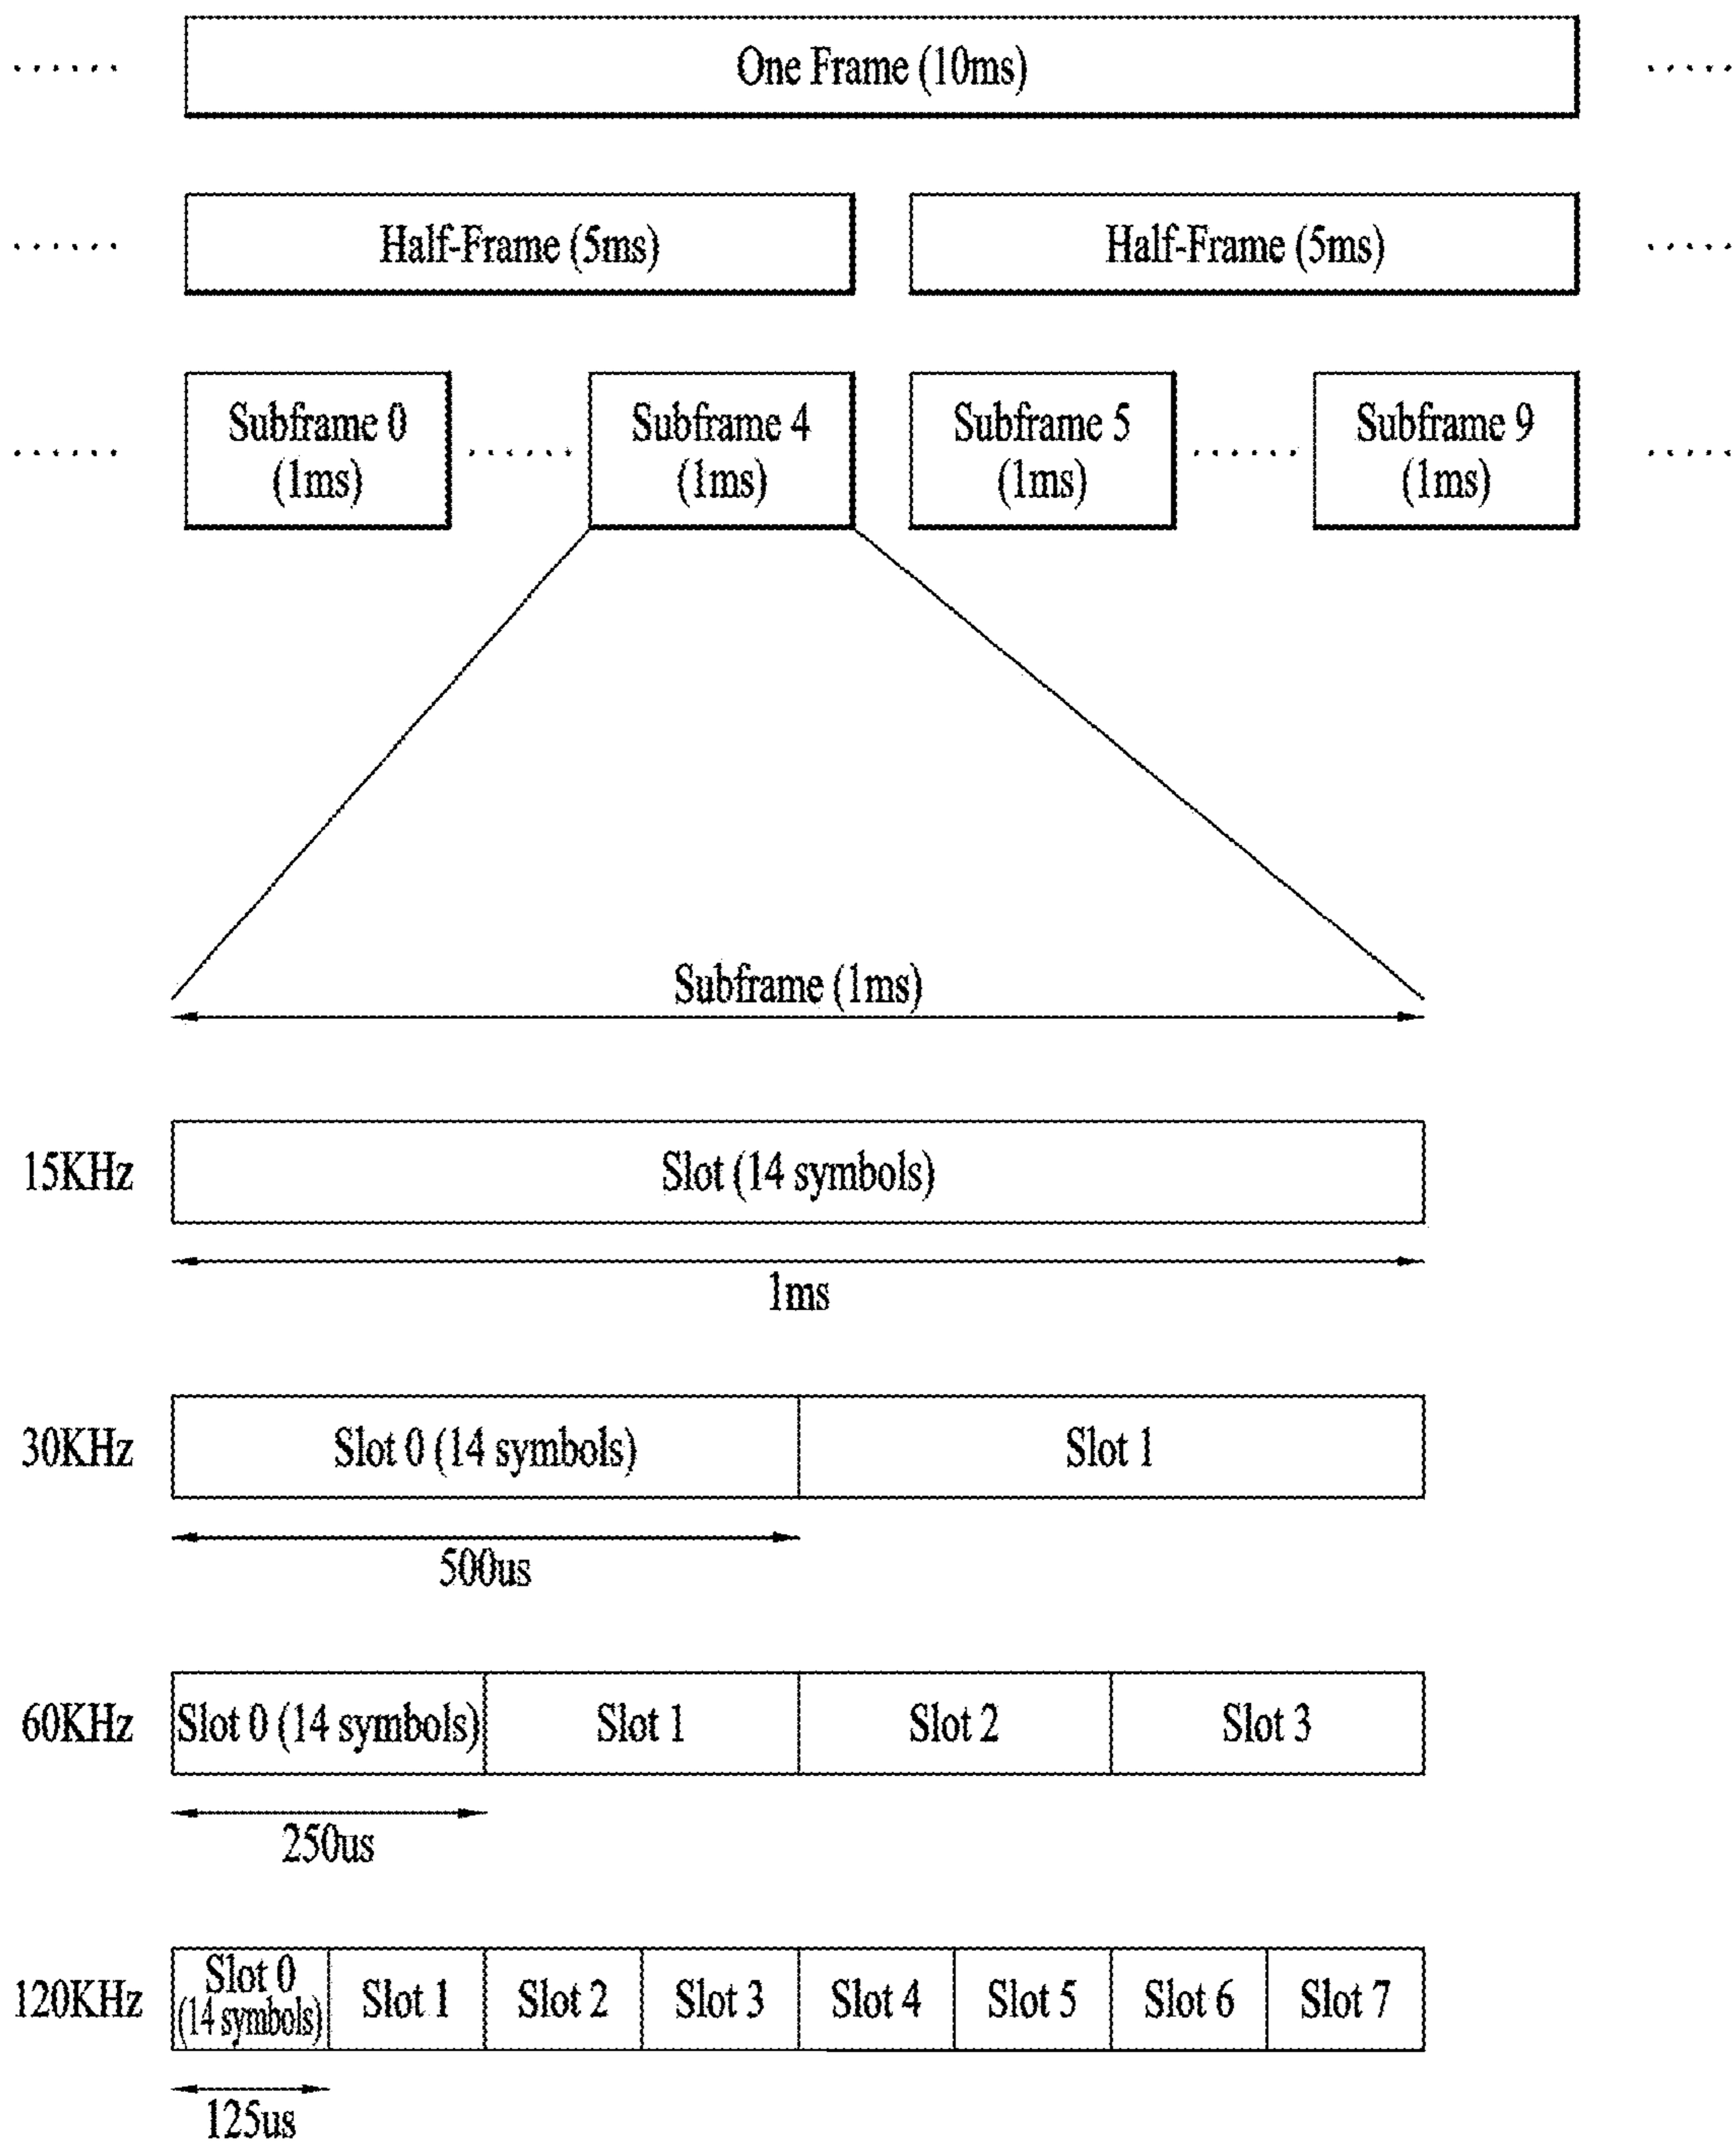 ...... One Frame (10ms) ......
...... Half-Frame (5ms) Half-Frame (5ms) ......
Subframe 0 Subframe 4 Subframe 5 Subframe 9
...... (1ms) ...... (1ms) (1ms) ...... (1ms) ......
Subframe (1ms)
15KHz Slot (14 symbols)
1ms
30KHz Slot 0 (14 symbols) Slot 1
500us
60KHz Slot 0 (14 symbols) Slot 1 Slot 2 Slot 3
250us
120KHz Slot 0 (14 symbols) Slot 1 Slot 2 Slot 3 Slot 4 Slot 5 Slot 6 Slot 7
125us